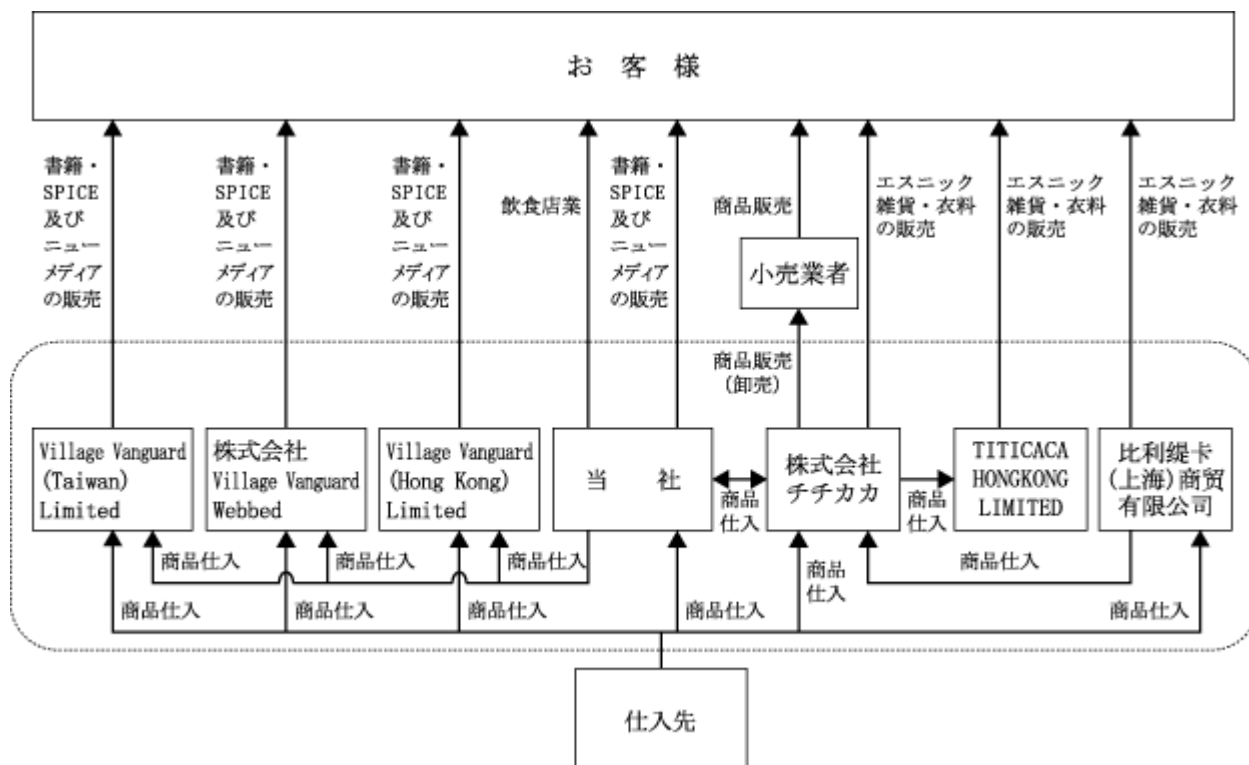 お 客 様
書籍・
SPICE
及び
ニュー
メディア
の販売
書籍・
SPICE
及び
ニュー
メディア
の販売
書籍・
SPICE
及び
ニュー
メディア
の販売
飲食店業
書籍・
SPICE
及び
ニュー
メディア
の販売
商品販売
エスニック
雑貨・衣料
の販売
エスニック
雑貨・衣料
の販売
エスニック
雑貨・衣料
の販売
小売業者
商品販売
(卸売)
Village Vanguard
(Taiwan)
Limited
株式会社
Village Vanguard
Webbed
Village Vanguard
(Hong Kong)
Limited
当 社
商品
仕入
株式会社
チチカカ
商品
仕入
TITICACA
HONGKONG
LIMITED
比利缇卡
(上海)商贸
有限公司
商品仕入
商品仕入
商品仕入
商品
仕入
商品仕入
商品仕入
商品仕入
商品仕入
商品仕入
商品仕入
仕入先